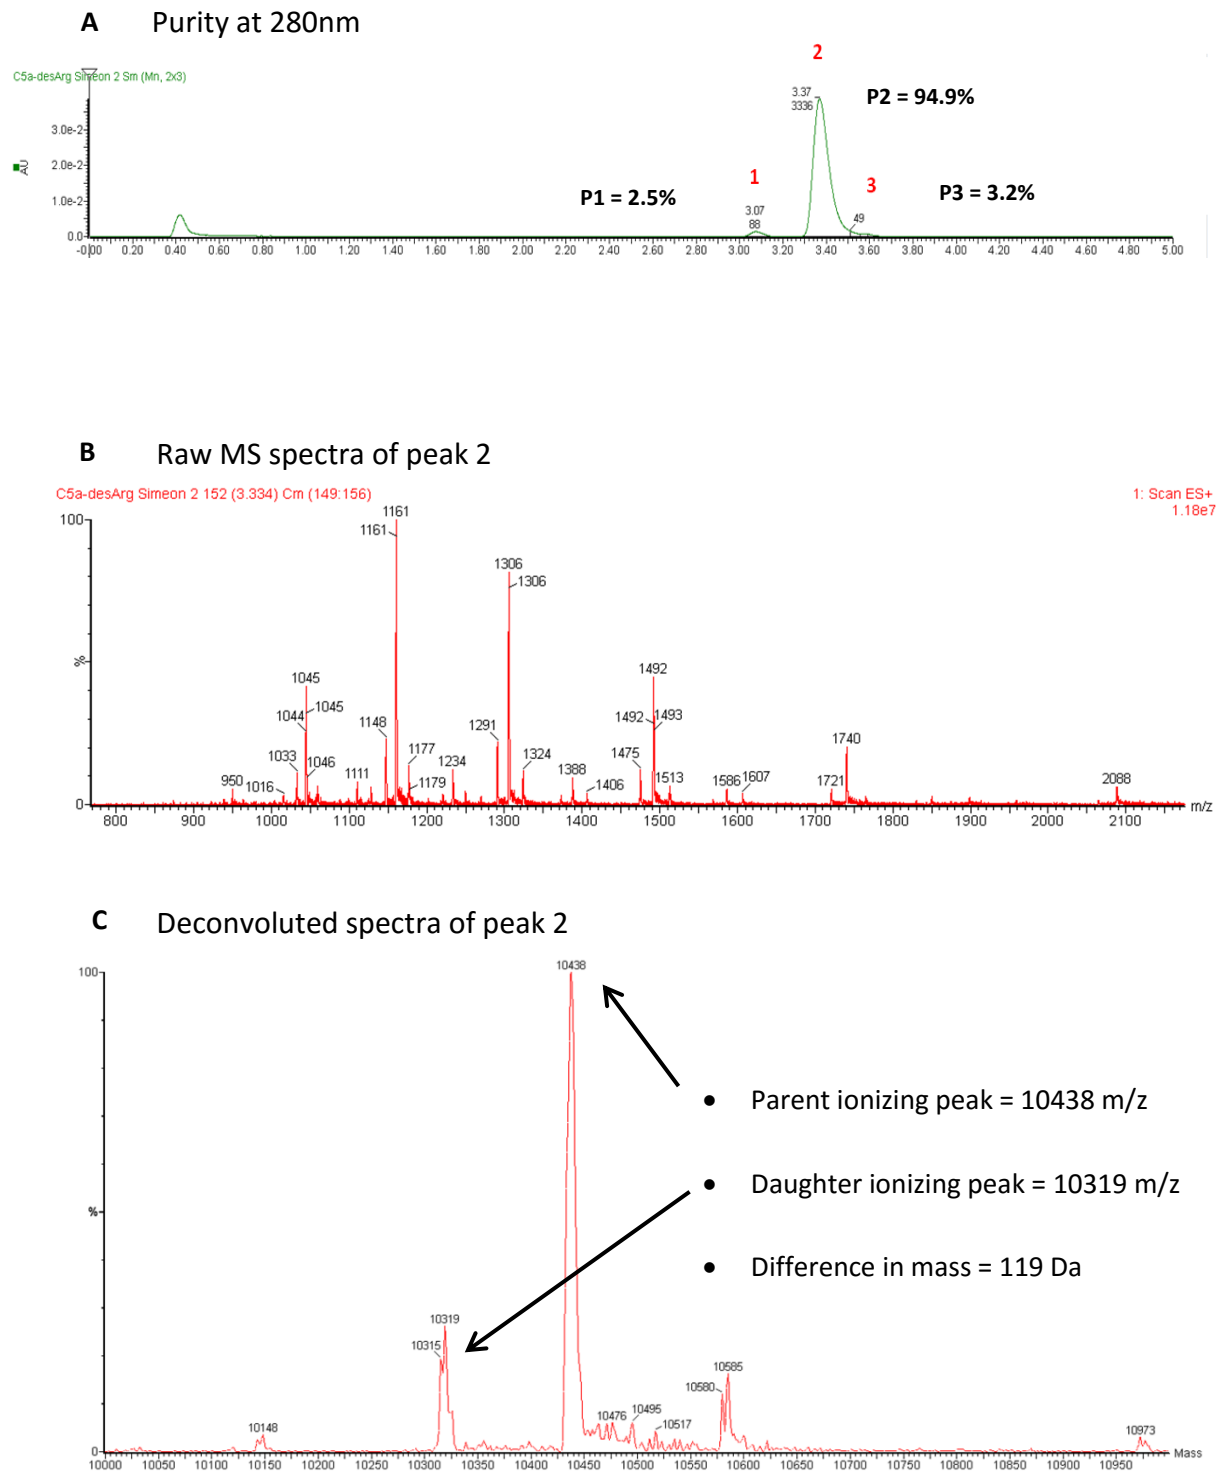 A Purity at 280nm
C5a-desArg Simeon 2 Sm (Mn, 2x3)
2
3.37
3336
P2 = 94.9%
3.0e-2
AU
2.0e-2
1
3
P1 = 2.5%
P3 = 3.2%
1.0e-2
3.07
88
49
0.0
-0.00 0.20 0.40 0.60 0.80 1.00 1.20 1.40 1.60 1.80 2.00 2.20 2.40 2.60 2.80 3.00 3.20 3.40 3.60 3.80 4.00 4.20 4.40 4.60 4.80 5.00
B Raw MS spectra of peak 2
C5a-desArg Simeon 2 152 (3.334) Cm (149:156)
1: Scan ES+
1.18e7
100
%
0
1161
1161
1306
1306
1045
1045
1044
1033
1046
1016
950
1148
1111
1177
1179
1234
1291
1324
1388
1406
1492
1492
1493
1475
1513
1586
1607
1740
1721
2088
800 900 1000 1100 1200 1300 1400 1500 1600 1700 1800 1900 2000 2100 m/z
C Deconvoluted spectra of peak 2
100
%
0
10438
• Parent ionizing peak = 10438 m/z
• Daughter ionizing peak = 10319 m/z
• Difference in mass = 119 Da
10319
10315
10585
10580
10148
10476
10495
10517
10973
10000 10050 10100 10150 10200 10250 10300 10350 10400 10450 10500 10550 10600 10650 10700 10750 10800 10850 10900 10950 Mass